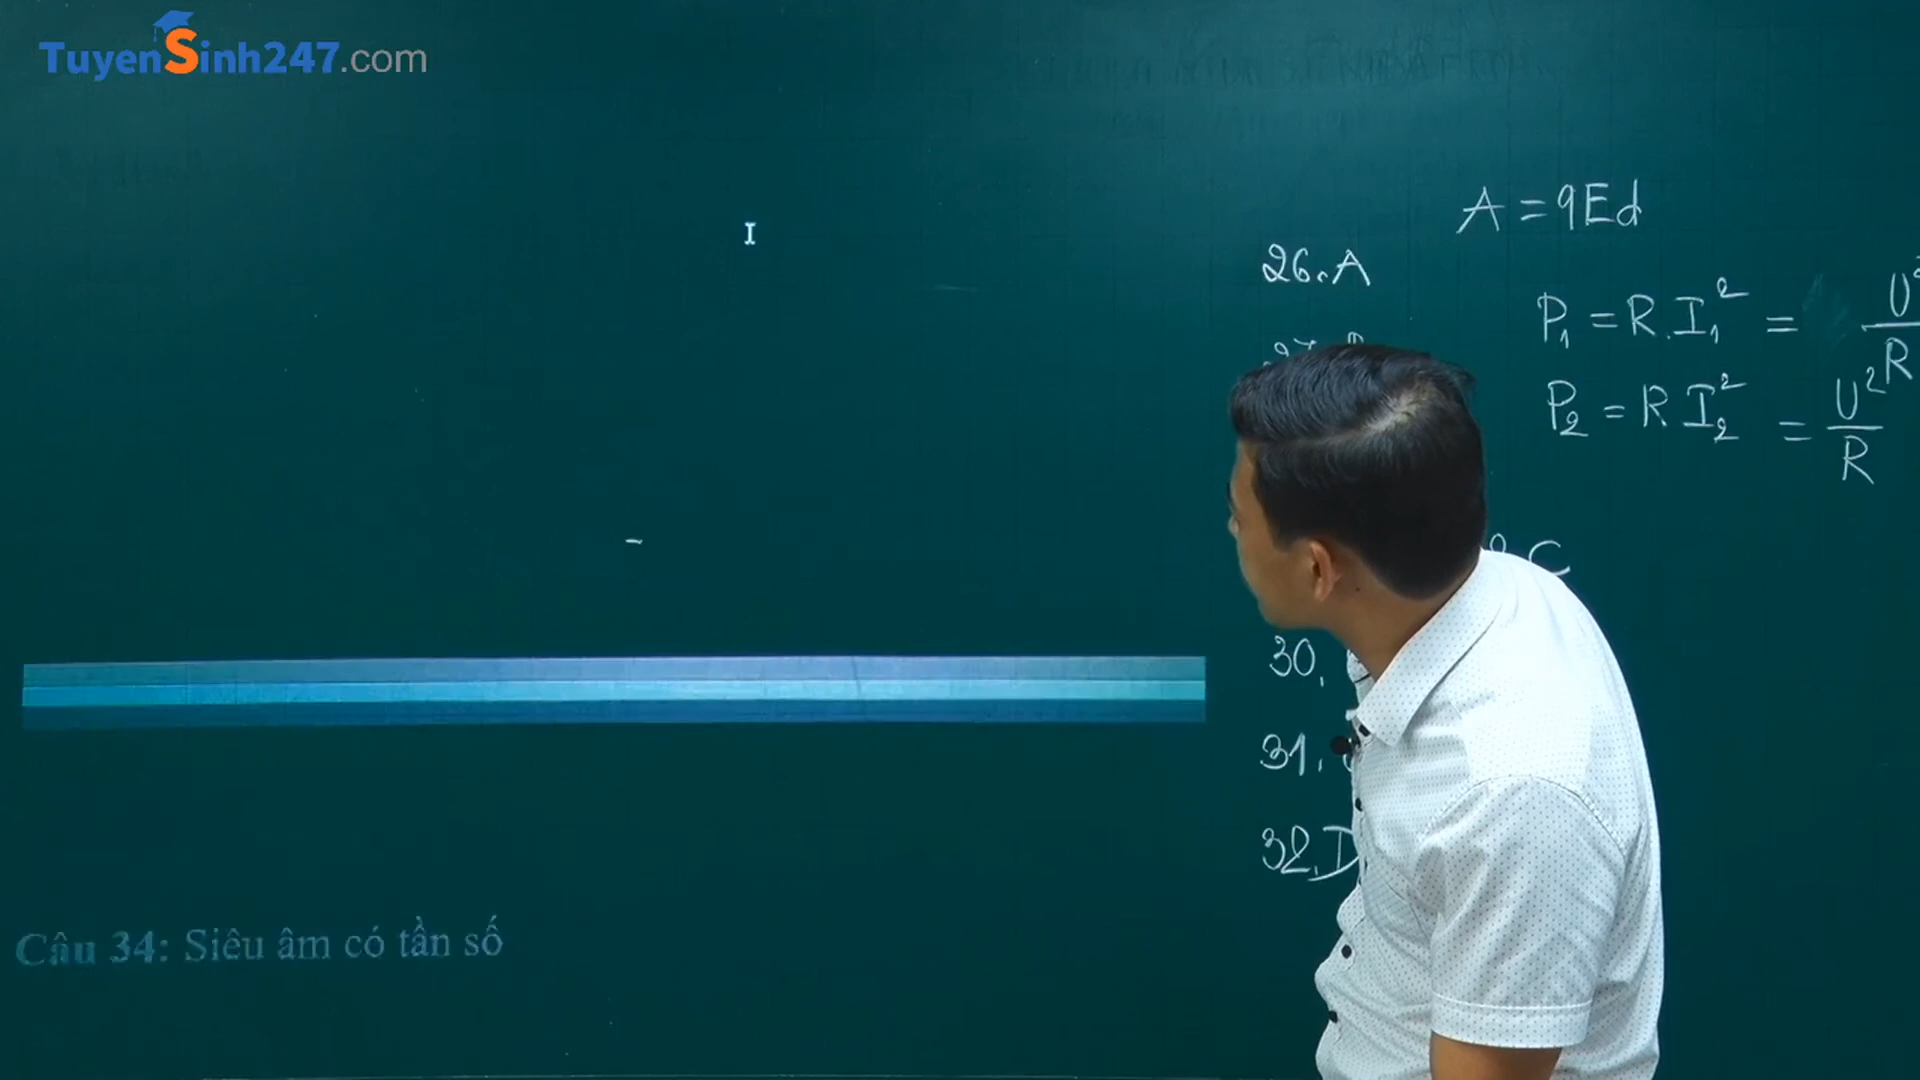 TuyenSinh247.com
A = qEd
26. A
P₁ = R.I₁² = U²/R
P₂ = R I₂² = U²/R
C
30.
31.
32. D
Câu 34: Siêu âm có tần số